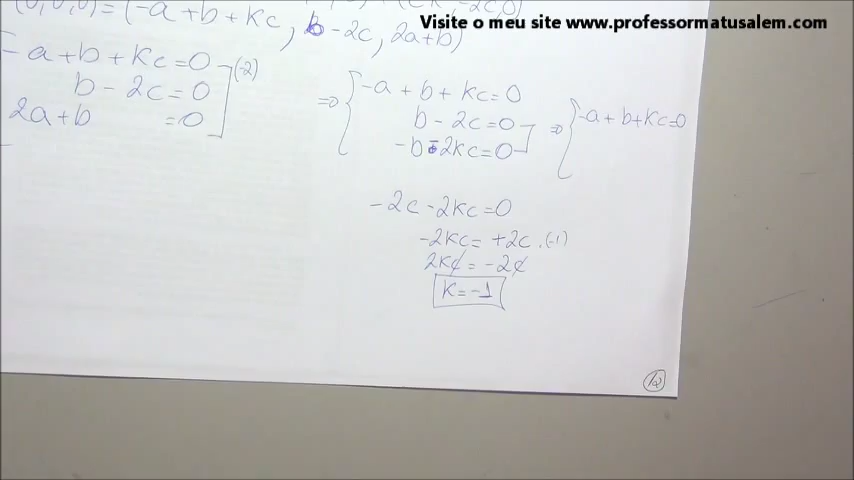 Visite o meu site www.professormatusalem.com
(0,0,0) = (-a+b+kc, b-2c, 2a+b)
-a+b+kc=0
b-2c=0
2a+b =0
(-2)
=> -a+b+kc=0
b-2c=0
-b-2kc=0
=> -a+b+kc=0
-2c-2kc=0
-2kc=+2c.(-1)
2kc=-2c
k=-1
12